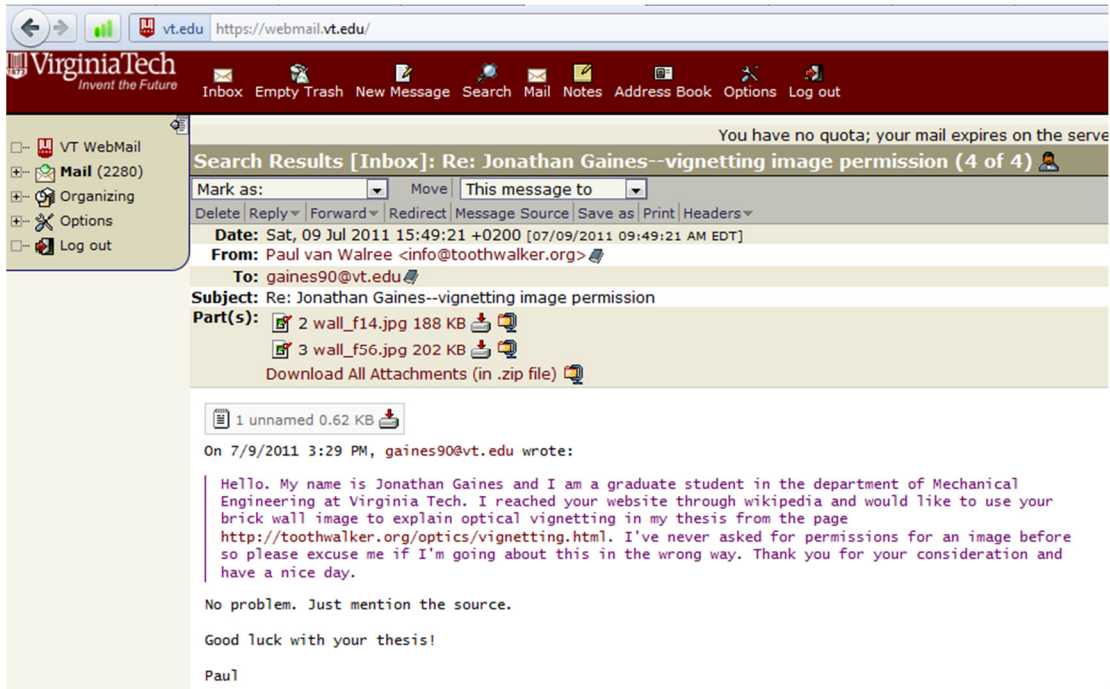 vt.edu https://webmail.vt.edu/
VirginiaTech
1872
Invent the Future
Inbox Empty Trash New Message Search Mail Notes Address Book Options Log out
You have no quota; your mail expires on the serve
VT WebMail
Mail (2280)
Organizing
Options
Log out
Search Results [Inbox]: Re: Jonathan Gaines--vignetting image permission (4 of 4)
Mark as: Move This message to
Delete Reply Forward Redirect Message Source Save as Print Headers
Date: Sat, 09 Jul 2011 15:49:21 +0200 [07/09/2011 09:49:21 AM EDT]
From: Paul van Walree <info@toothwalker.org>
To: gaines90@vt.edu
Subject: Re: Jonathan Gaines--vignetting image permission
Part(s): 2 wall_f14.jpg 188 KB
3 wall_f56.jpg 202 KB
Download All Attachments (in .zip file)
1 unnamed 0.62 KB
On 7/9/2011 3:29 PM, gaines90@vt.edu wrote:
Hello. My name is Jonathan Gaines and I am a graduate student in the department of Mechanical
Engineering at Virginia Tech. I reached your website through wikipedia and would like to use your
brick wall image to explain optical vignetting in my thesis from the page
http://toothwalker.org/optics/vignetting.html. I've never asked for permissions for an image before
so please excuse me if I'm going about this in the wrong way. Thank you for your consideration and
have a nice day.
No problem. Just mention the source.
Good luck with your thesis!
Paul